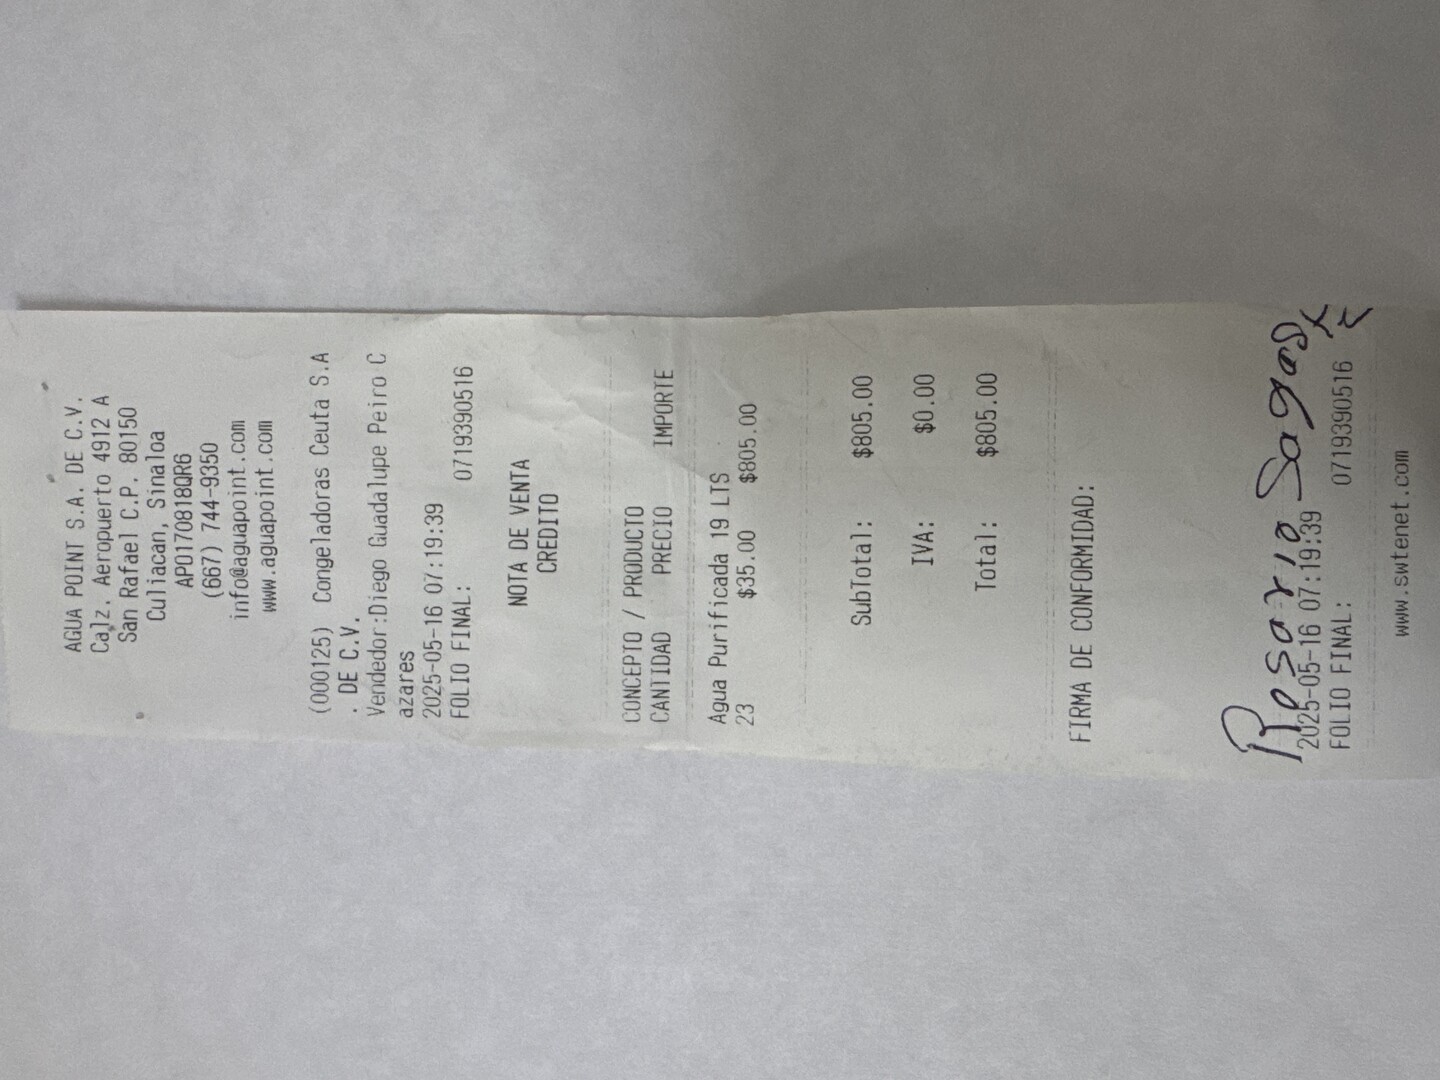 AGUA POINT S.A. DE C.V.
Calz. Aeropuerto 4912 A
San Rafael C.P. 80150
Culiacan, Sinaloa
APO170818QR6
(667) 744-9350
info@aguapoint.com
www.aguapoint.com
(000125) Congeladoras Ceuta S.A
. DE C.V.
Vendedor:Diego Guadalupe Peiro C
azares
2025-05-16 07:19:39
FOLIO FINAL: 0719390516
NOTA DE VENTA
CREDITO
CONCEPTO / PRODUCTO
CANTIDAD PRECIO IMPORTE
Agua Purificada 19 LTS
23 $35.00 $805.00
SubTotal: $805.00
IVA: $0.00
Total: $805.00
FIRMA DE CONFORMIDAD:
Rosario
2025-05-16 07:19:39
FOLIO FINAL: 0719390516
www.swtenet.com